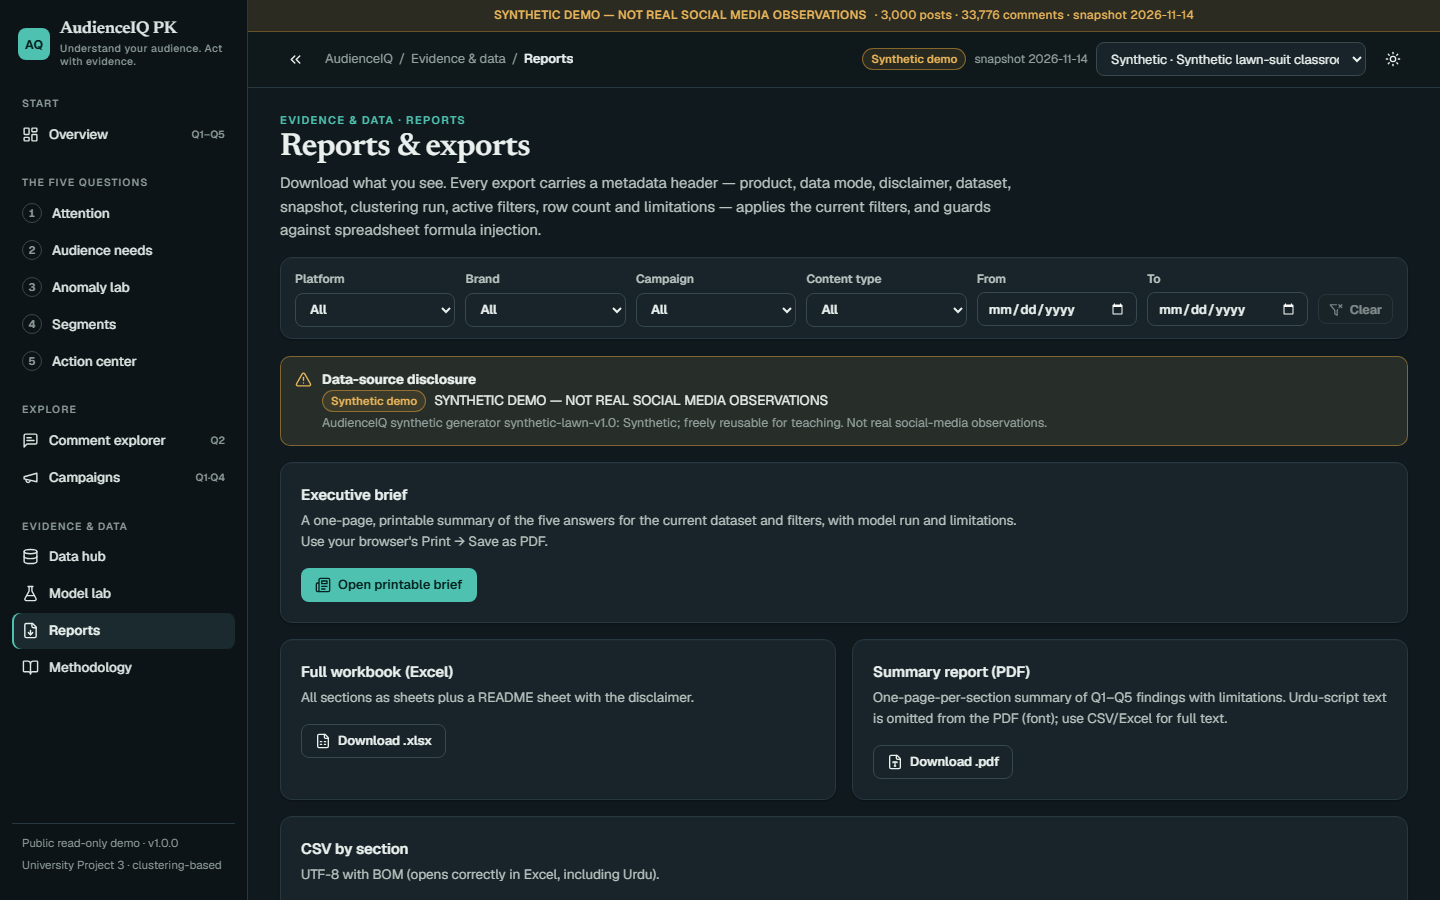 SYNTHETIC DEMO — NOT REAL SOCIAL MEDIA OBSERVATIONS · 3,000 posts · 33,776 comments · snapshot 2026-11-14
AQ
AudienceIQ PK
Understand your audience. Act
with evidence.
START
Overview Q1–Q5
THE FIVE QUESTIONS
1 Attention
2 Audience needs
3 Anomaly lab
4 Segments
5 Action center
EXPLORE
Comment explorer Q2
Campaigns Q1-Q4
EVIDENCE & DATA
Data hub
Model lab
Reports
Methodology
Public read-only demo · v1.0.0
University Project 3 · clustering-based
AudienceIQ / Evidence & data / Reports
Synthetic demo snapshot 2026-11-14 Synthetic · Synthetic lawn-suit classroo
EVIDENCE & DATA · REPORTS
Reports & exports
Download what you see. Every export carries a metadata header — product, data mode, disclaimer, dataset,
snapshot, clustering run, active filters, row count and limitations — applies the current filters, and guards
against spreadsheet formula injection.
Platform Brand Campaign Content type From To
All All All All mm/dd/yyyy mm/dd/yyyy Clear
Data-source disclosure
Synthetic demo SYNTHETIC DEMO — NOT REAL SOCIAL MEDIA OBSERVATIONS
AudienceIQ synthetic generator synthetic-lawn-v1.0: Synthetic; freely reusable for teaching. Not real social-media observations.
Executive brief
A one-page, printable summary of the five answers for the current dataset and filters, with model run and limitations.
Use your browser's Print → Save as PDF.
Open printable brief
Full workbook (Excel)
All sections as sheets plus a README sheet with the disclaimer.
Download .xlsx
Summary report (PDF)
One-page-per-section summary of Q1–Q5 findings with limitations. Urdu-script text
is omitted from the PDF (font); use CSV/Excel for full text.
Download .pdf
CSV by section
UTF-8 with BOM (opens correctly in Excel, including Urdu).